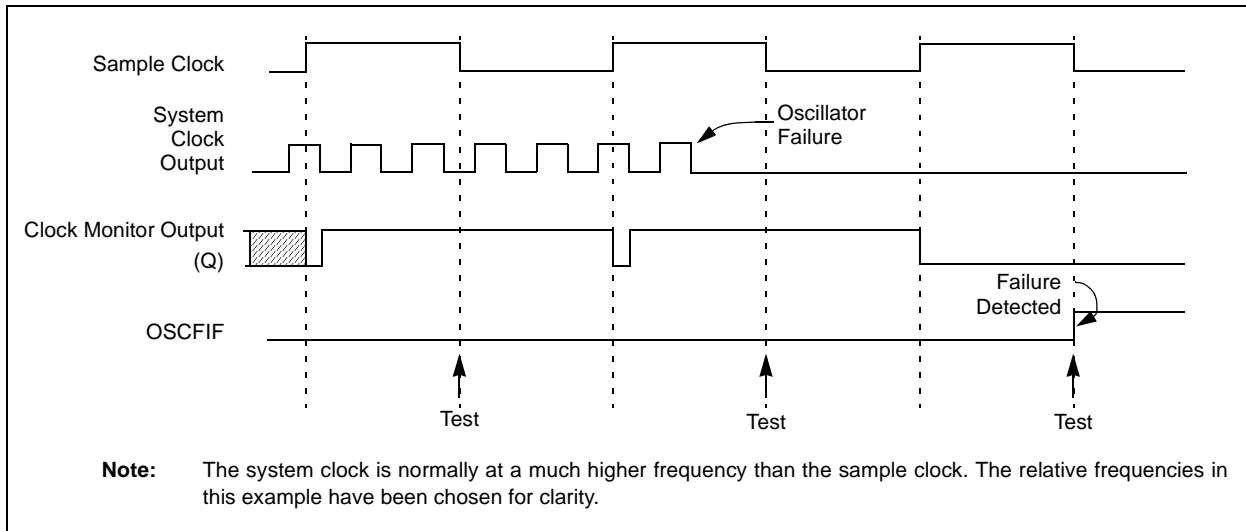 Sample Clock
System
Clock
Output
Oscillator
Failure
Clock Monitor Output
(Q)
Failure
Detected
OSCFIF
Test
Test
Test
Note: The system clock is normally at a much higher frequency than the sample clock. The relative frequencies in
this example have been chosen for clarity.